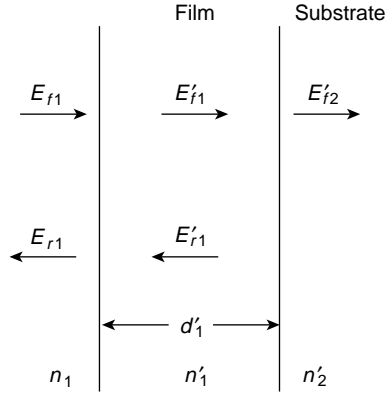 Film Substrate
E_{f1} E′_{f1} E′_{f2}
E_{r1} E′_{r1}
d′_1
n_1 n′_1 n′_2